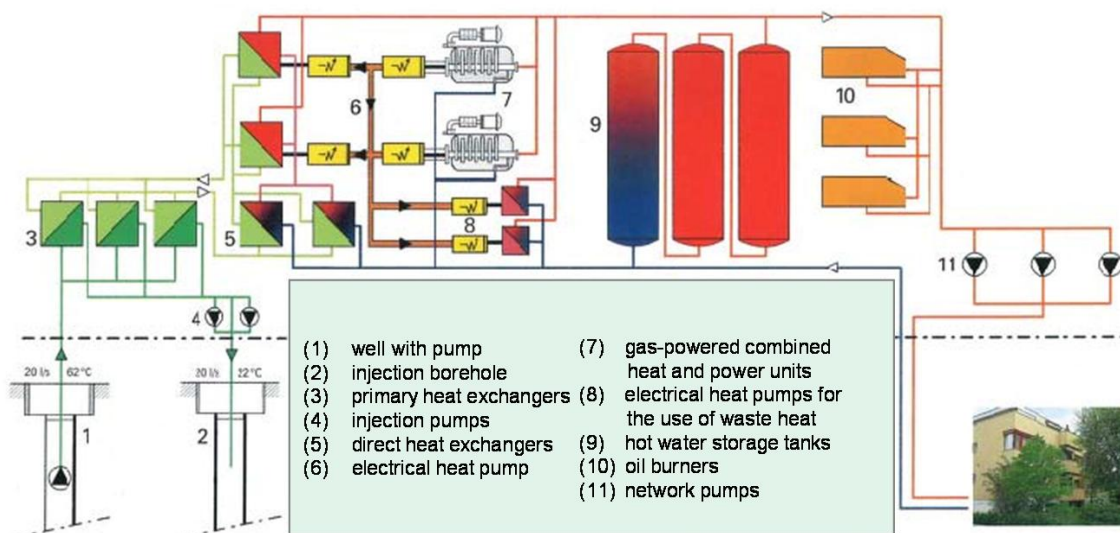 7
6
9
10
3
5
8
11
4
20 l/s 62 °C
20 l/s 22 °C
1
2
(1) well with pump
(2) injection borehole
(3) primary heat exchangers
(4) injection pumps
(5) direct heat exchangers
(6) electrical heat pump
(7) gas-powered combined
heat and power units
(8) electrical heat pumps for
the use of waste heat
(9) hot water storage tanks
(10) oil burners
(11) network pumps